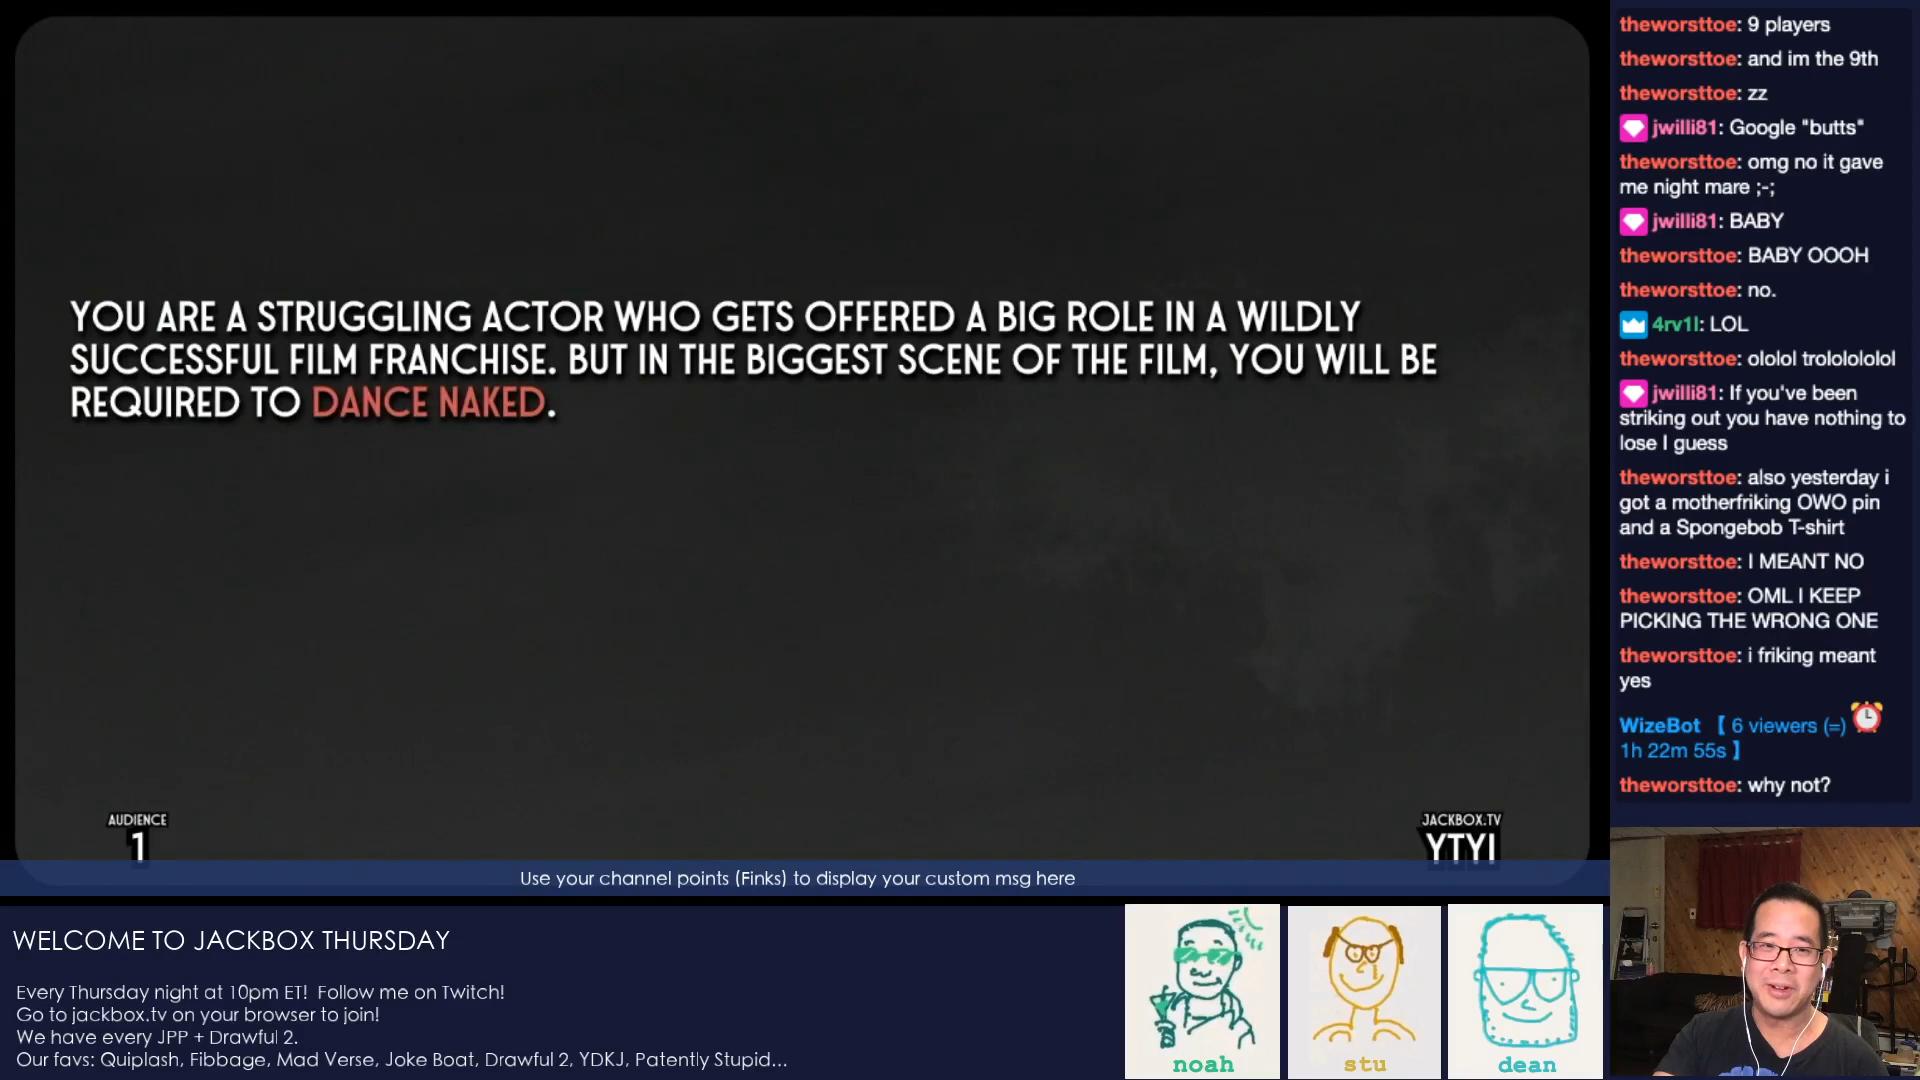 YOU ARE A STRUGGLING ACTOR WHO GETS OFFERED A BIG ROLE IN A WILDLY
SUCCESSFUL FILM FRANCHISE. BUT IN THE BIGGEST SCENE OF THE FILM, YOU WILL BE
REQUIRED TO DANCE NAKED.
AUDIENCE
1
JACKBOX.TV
YTYI
Use your channel points (Finks) to display your custom msg here
WELCOME TO JACKBOX THURSDAY
Every Thursday night at 10pm ET! Follow me on Twitch!
Go to jackbox.tv on your browser to join!
We have every JPP + Drawful 2.
Our favs: Quiplash, Fibbage, Mad Verse, Joke Boat, Drawful 2, YDKJ, Patently Stupid...
noah
stu
dean
theworsttoe: 9 players
theworsttoe: and im the 9th
theworsttoe: zz
jwilli81: Google "butts"
theworsttoe: omg no it gave
me night mare ;-;
jwilli81: BABY
theworsttoe: BABY OOOH
theworsttoe: no.
4rv1l: LOL
theworsttoe: ololol trolololol
jwilli81: If you've been
striking out you have nothing to
lose I guess
theworsttoe: also yesterday i
got a motherfriking OWO pin
and a Spongebob T-shirt
theworsttoe: I MEANT NO
theworsttoe: OML I KEEP
PICKING THE WRONG ONE
theworsttoe: i friking meant
yes
WizeBot 【 6 viewers (=)
1h 22m 55s 】
theworsttoe: why not?